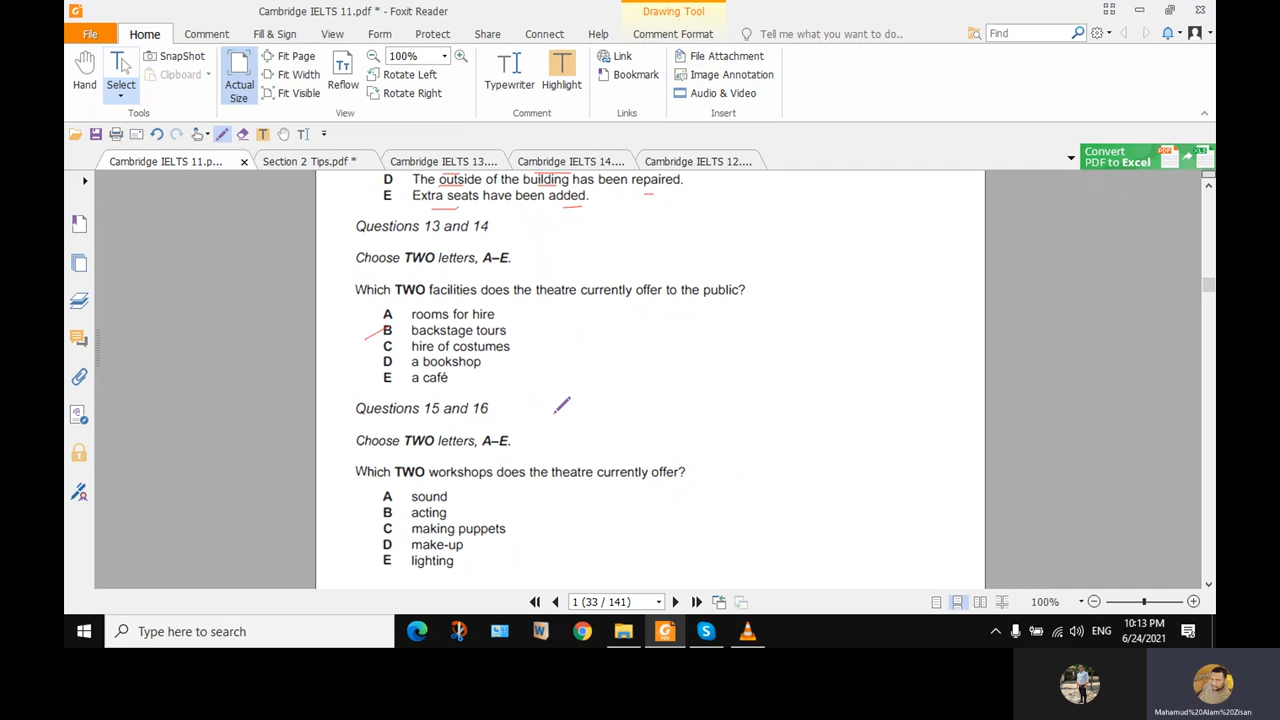 Cambridge IELTS 11.pdf * - Foxit Reader
Drawing Tool
File Home Comment Fill & Sign View Form Protect Share Connect Help Comment Format Tell me what you want to do.. Find
Hand
Select
SnapShot
Clipboard
Tools
Actual Size
Fit Page
Fit Width
Fit Visible
Reflow
100%
Rotate Left
Rotate Right
View
Typewriter
Highlight
Comment
Link
Bookmark
Links
File Attachment
Image Annotation
Audio & Video
Insert
Cambridge IELTS 11.p... Section 2 Tips.pdf * Cambridge IELTS 13.... Cambridge IELTS 14.... Cambridge IELTS 12....
Convert
PDF to Excel
D The outside of the building has been repaired.
E Extra seats have been added.
Questions 13 and 14
Choose TWO letters, A–E.
Which TWO facilities does the theatre currently offer to the public?
A rooms for hire
B backstage tours
C hire of costumes
D a bookshop
E a café
Questions 15 and 16
Choose TWO letters, A–E.
Which TWO workshops does the theatre currently offer?
A sound
B acting
C making puppets
D make-up
E lighting
1 (33 / 141)
100%
Type here to search
ENG
10:13 PM
6/24/2021
Mahamud%20Alam%20Zisan